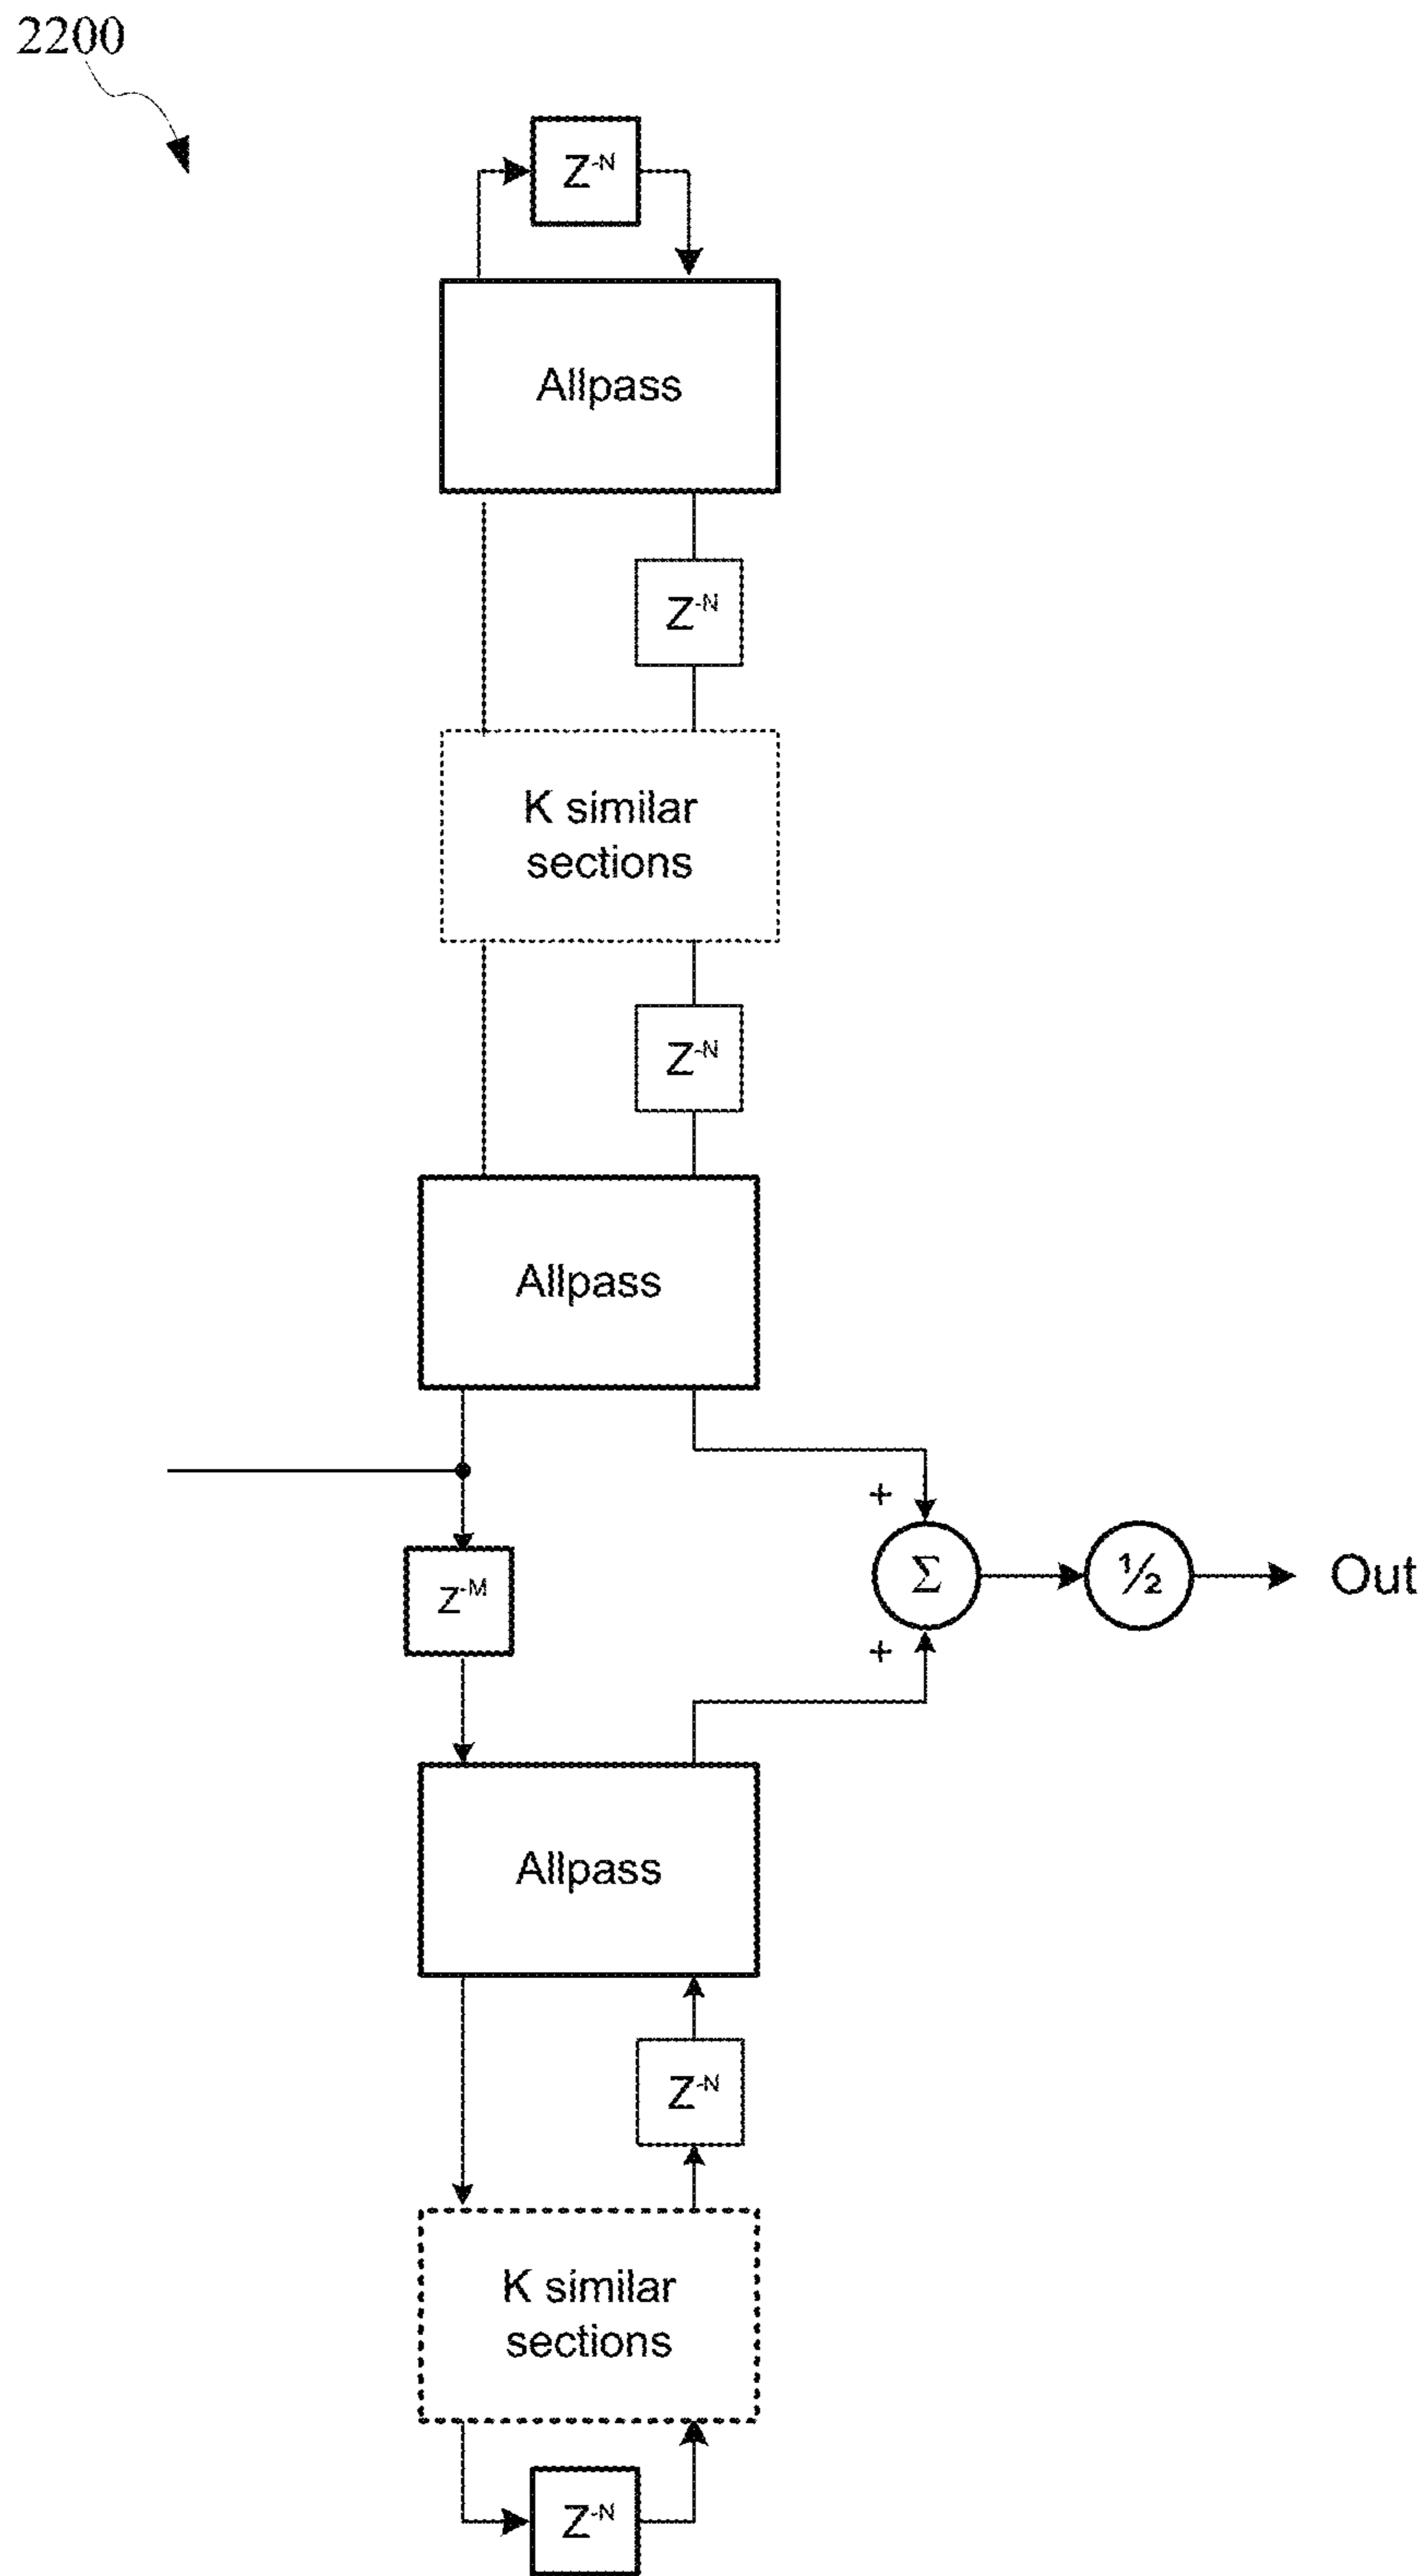 2200
Z-N
Allpass
Z-N
K similar
sections
Z-N
Allpass
+
Z-M
Σ
½
Out
+
Allpass
Z-N
K similar
sections
Z-N